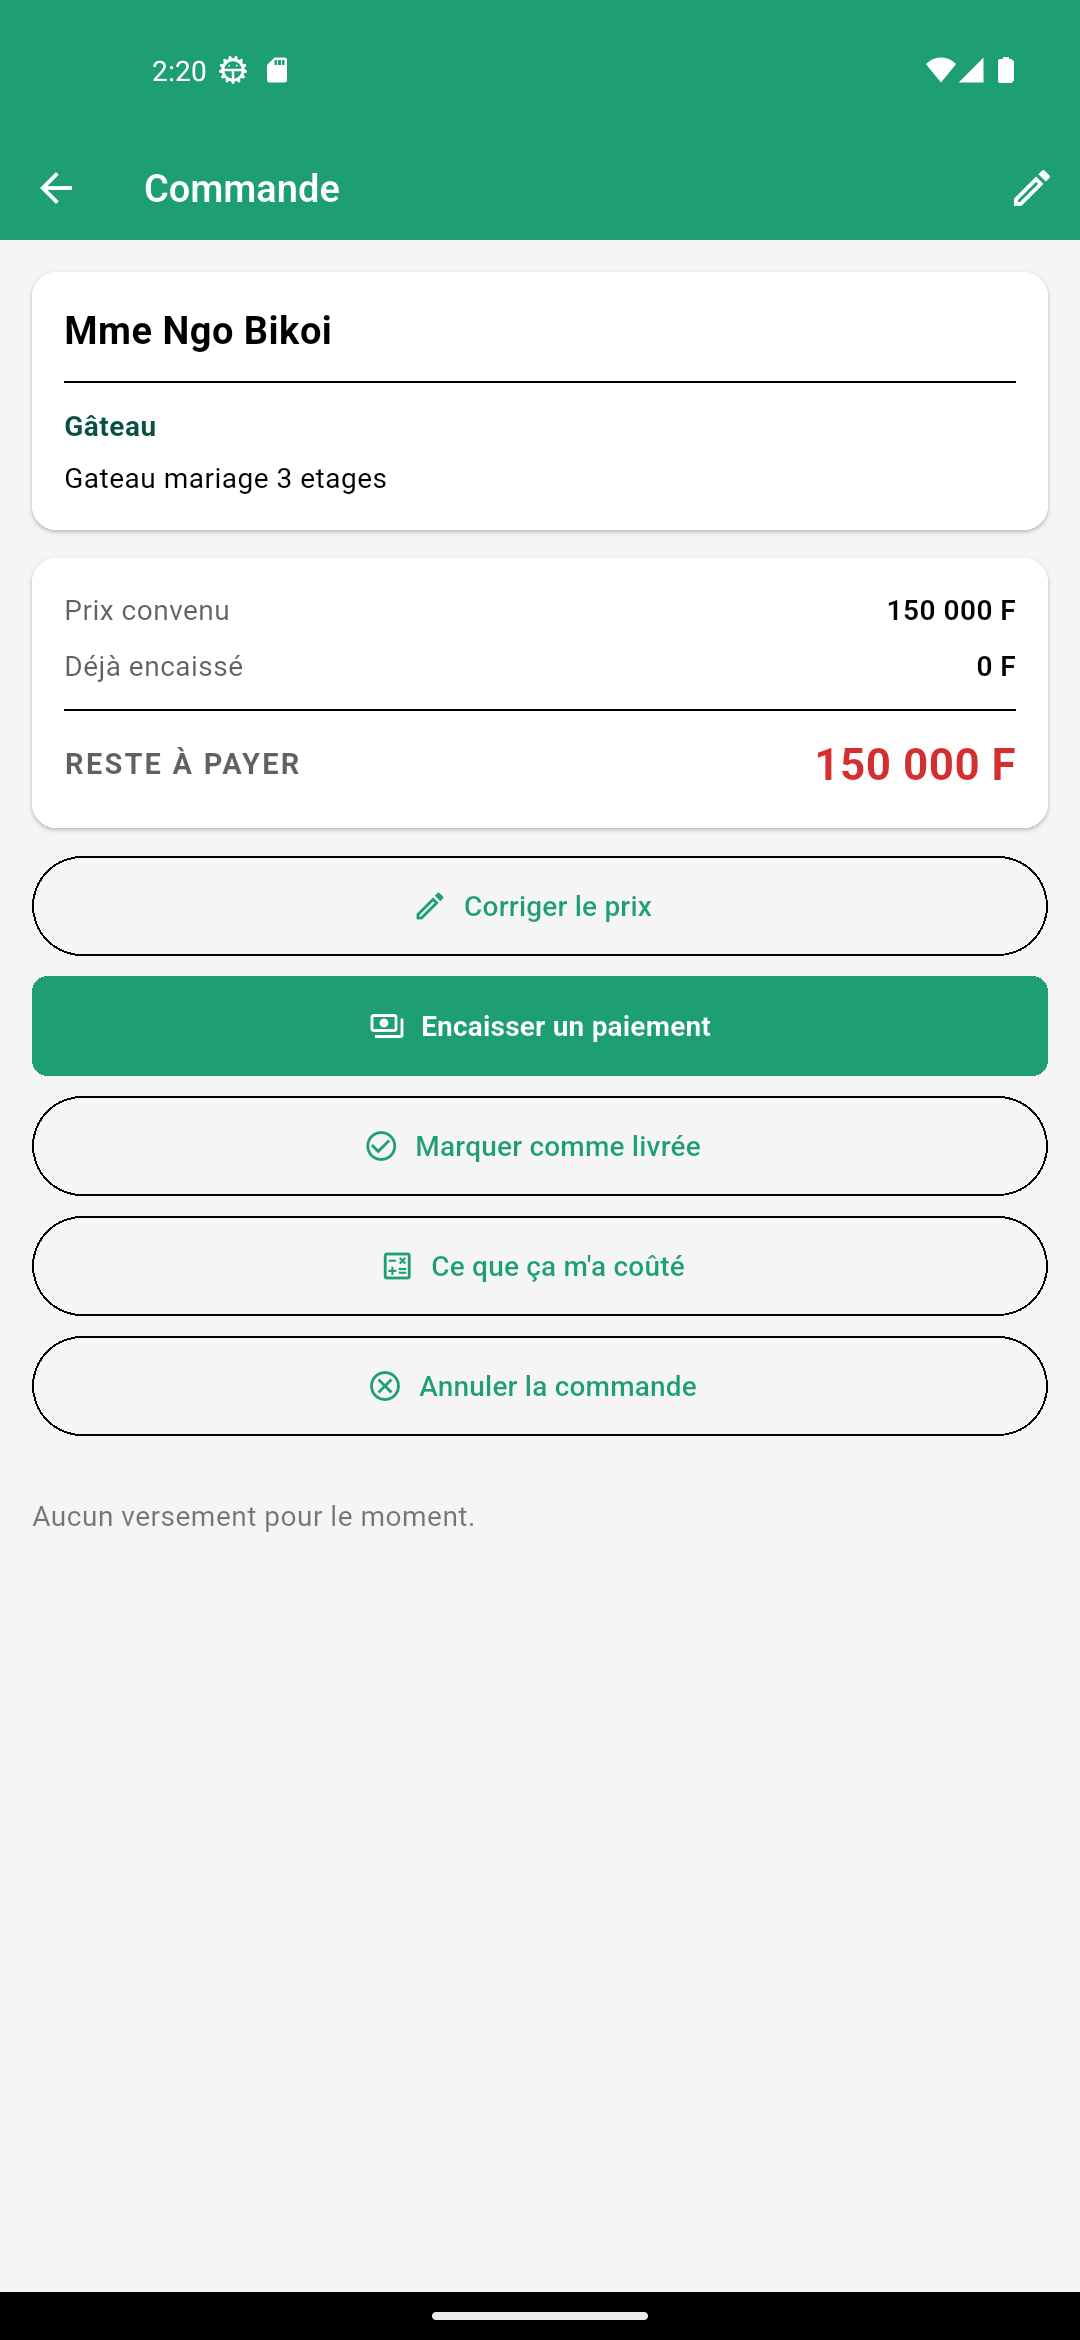 2:20
Commande
Mme Ngo Bikoi
Gâteau
Gateau mariage 3 etages
Prix convenu 150 000 F
Déjà encaissé 0 F
RESTE À PAYER 150 000 F
Corriger le prix
Encaisser un paiement
Marquer comme livrée
Ce que ça m'a coûté
Annuler la commande
Aucun versement pour le moment.